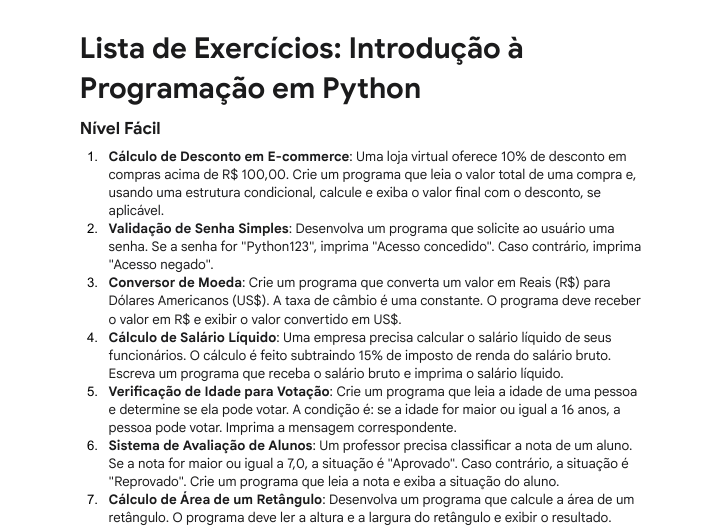 Lista de Exercícios: Introdução à
Programação em Python
Nível Fácil
1. Cálculo de Desconto em E-commerce: Uma loja virtual oferece 10% de desconto em
compras acima de R$ 100,00. Crie um programa que leia o valor total de uma compra e,
usando uma estrutura condicional, calcule e exiba o valor final com o desconto, se
aplicável.
2. Validação de Senha Simples: Desenvolva um programa que solicite ao usuário uma
senha. Se a senha for "Python123", imprima "Acesso concedido". Caso contrário, imprima
"Acesso negado".
3. Conversor de Moeda: Crie um programa que converta um valor em Reais (R$) para
Dólares Americanos (US$). A taxa de câmbio é uma constante. O programa deve receber
o valor em R$ e exibir o valor convertido em US$.
4. Cálculo de Salário Líquido: Uma empresa precisa calcular o salário líquido de seus
funcionários. O cálculo é feito subtraindo 15% de imposto de renda do salário bruto.
Escreva um programa que receba o salário bruto e imprima o salário líquido.
5. Verificação de Idade para Votação: Crie um programa que leia a idade de uma pessoa
e determine se ela pode votar. A condição é: se a idade for maior ou igual a 16 anos, a
pessoa pode votar. Imprima a mensagem correspondente.
6. Sistema de Avaliação de Alunos: Um professor precisa classificar a nota de um aluno.
Se a nota for maior ou igual a 7,0, a situação é "Aprovado". Caso contrário, a situação é
"Reprovado". Crie um programa que leia a nota e exiba a situação do aluno.
7. Cálculo de Área de um Retângulo: Desenvolva um programa que calcule a área de um
retângulo. O programa deve ler a altura e a largura do retângulo e exibir o resultado.